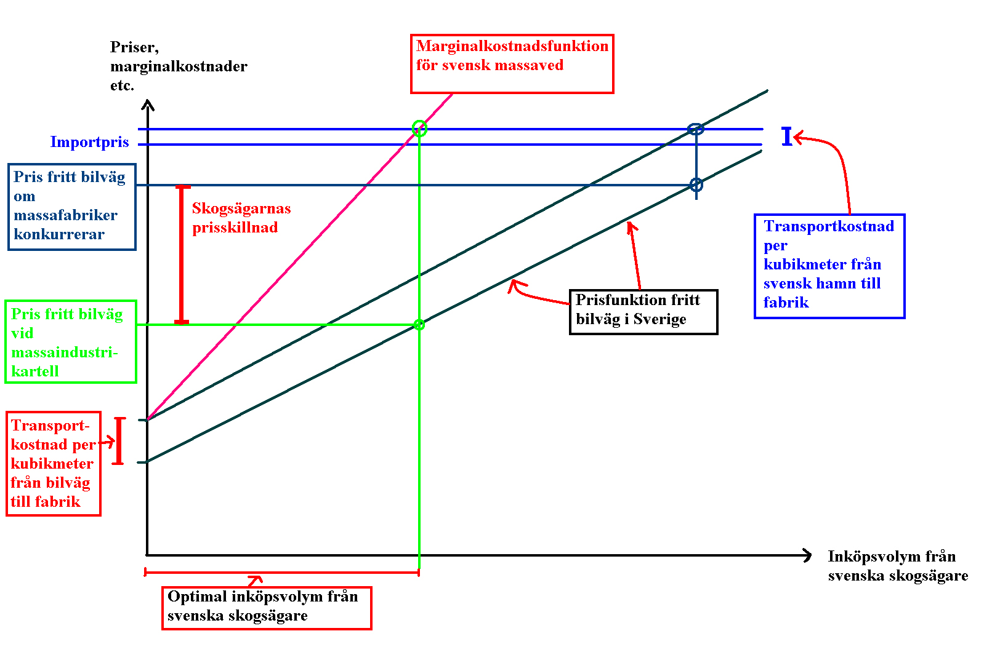 Priser,
marginalkostnader
etc.
Marginalkostnadsfunktion
för svensk massaved
Importpris
Pris fritt bilväg
om
massafabriker
konkurrerar
Skogsägarnas
prisskillnad
Transportkostnad
per
kubikmeter från
svensk hamn till
fabrik
Prisfunktion fritt
bilväg i Sverige
Pris fritt bilväg
vid
massaindustri-
kartell
Transport-
kostnad per
kubikmeter
från bilväg
till fabrik
Inköpsvolym från
svenska skogsägare
Optimal inköpsvolym från
svenska skogsägare